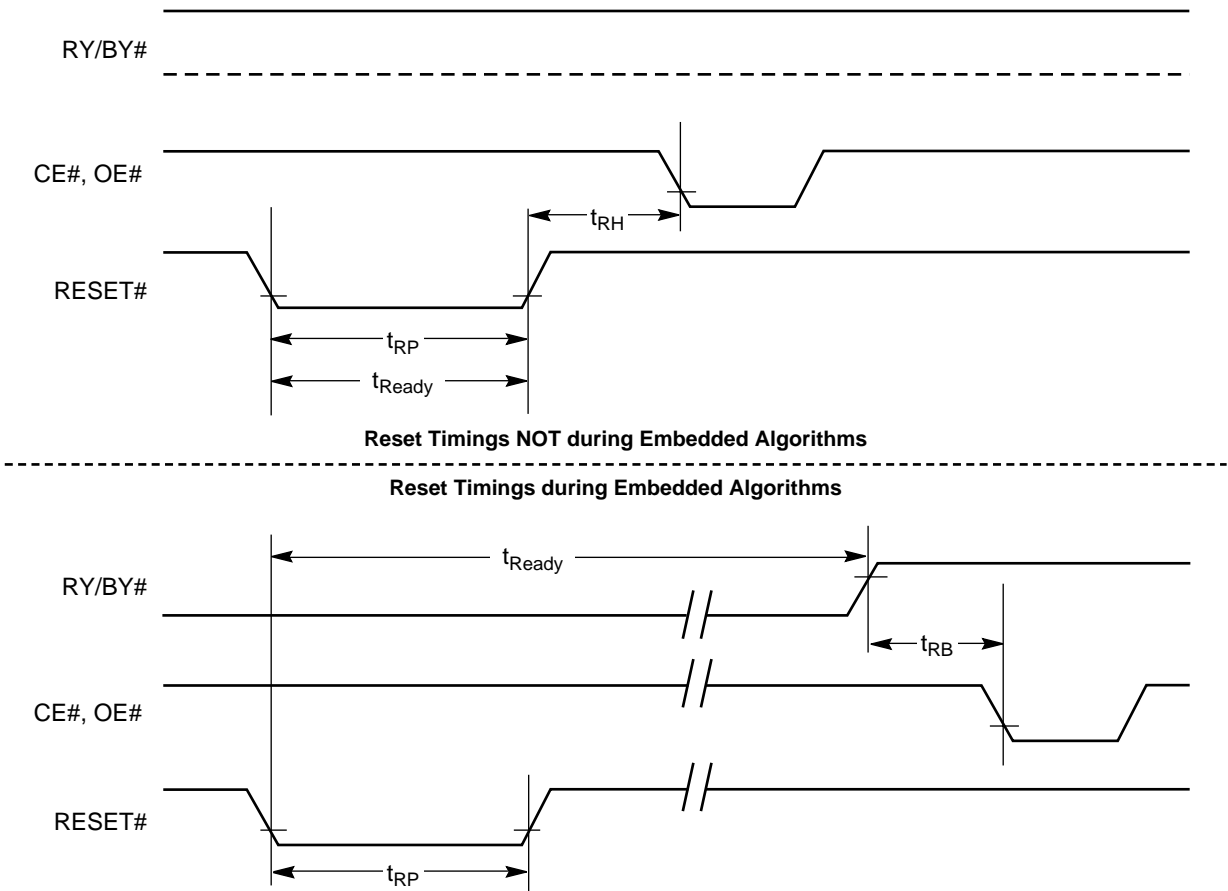 RY/BY#
CE#, OE#
tRH
RESET#
tRP
tReady
Reset Timings NOT during Embedded Algorithms
Reset Timings during Embedded Algorithms
tReady
RY/BY#
tRB
CE#, OE#
RESET#
tRP